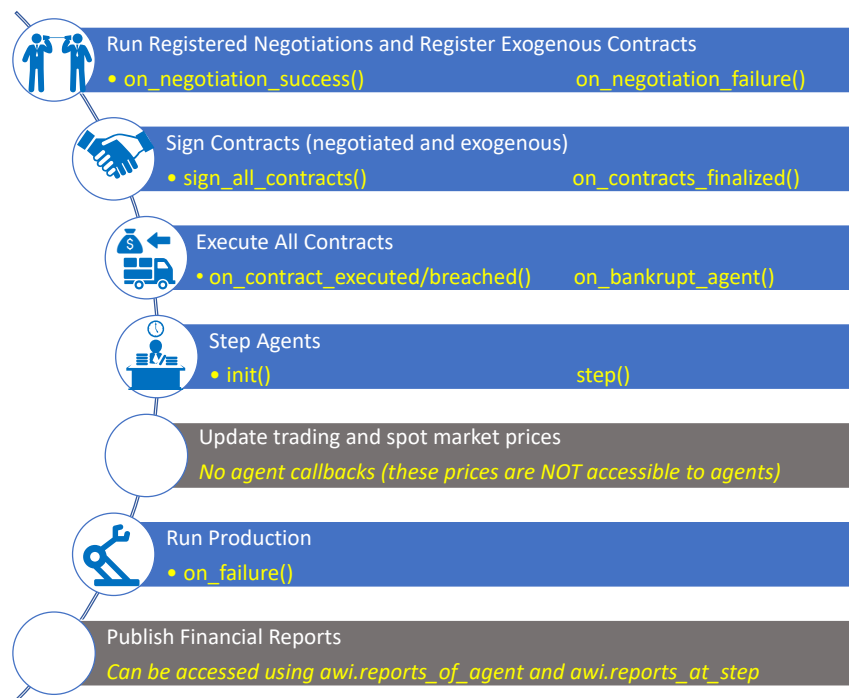 Run Registered Negotiations and Register Exogenous Contracts
• on_negotiation_success() on_negotiation_failure()
Sign Contracts (negotiated and exogenous)
• sign_all_contracts() on_contracts_finalized()
$
Execute All Contracts
• on_contract_executed/breached() on_bankrupt_agent()
Step Agents
• init() step()
Update trading and spot market prices
No agent callbacks (these prices are NOT accessible to agents)
Run Production
• on_failure()
Publish Financial Reports
Can be accessed using awi.reports_of_agent and awi.reports_at_step